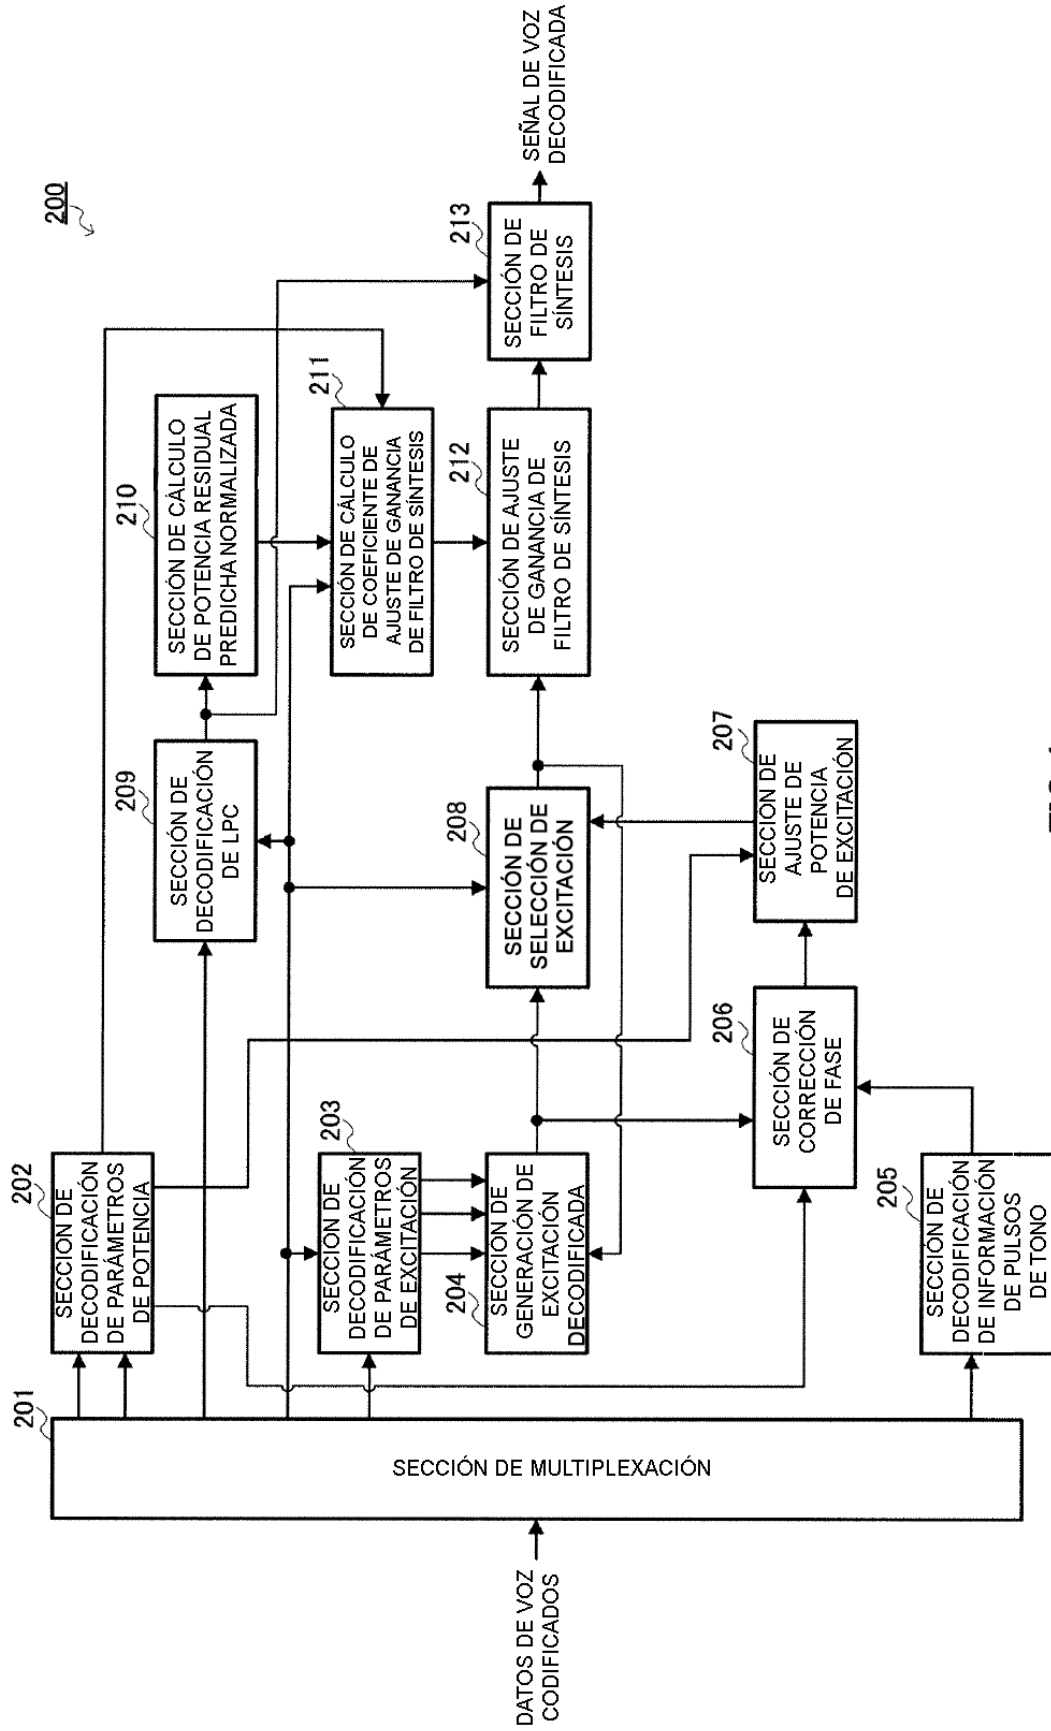 200
DATOS DE VOZ
CODIFICADOS
201
SECCIÓN DE MULTIPLEXACIÓN
202
SECCIÓN DE
DECODIFICACIÓN
DE PARÁMETROS
DE POTENCIA
203
SECCIÓN DE
DECODIFICACIÓN
DE PARÁMETROS
DE EXCITACIÓN
204
SECCIÓN DE
GENERACIÓN DE
EXCITACIÓN
DECODIFICADA
205
SECCIÓN DE
DECODIFICACIÓN
DE INFORMACIÓN
DE PULSOS
DE TONO
206
SECCIÓN DE
CORRECCIÓN
DE FASE
207
SECCIÓN DE
AJUSTE DE
POTENCIA
DE EXCITACIÓN
208
SECCIÓN DE
SELECCIÓN DE
EXCITACIÓN
209
SECCIÓN DE
DECODIFICACIÓN
DE LPC
210
SECCIÓN DE CÁLCULO
DE POTENCIA RESIDUAL
PREDICHA NORMALIZADA
211
SECCIÓN DE CÁLCULO
DE COEFICIENTE DE
AJUSTE DE GANANCIA
DE FILTRO DE SÍNTESIS
212
SECCIÓN DE AJUSTE
DE GANANCIA DE
FILTRO DE SÍNTESIS
213
SECCIÓN DE
FILTRO DE
SÍNTESIS
SEÑAL DE VOZ
DECODIFICADA